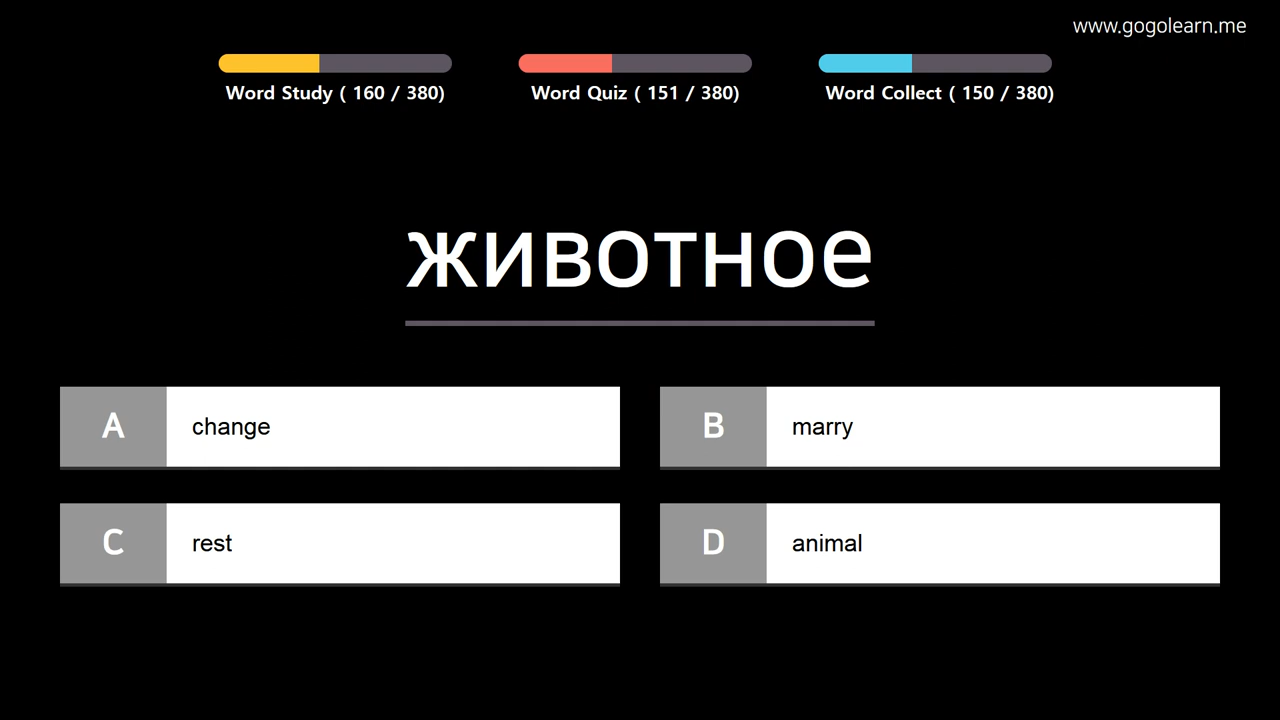 www.gogolearn.me
Word Study ( 160 / 380)
Word Quiz ( 151 / 380)
Word Collect ( 150 / 380)
животное
A change
B marry
C rest
D animal